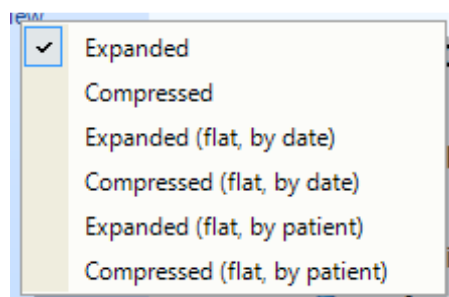 Expanded
Compressed
Expanded (flat, by date)
Compressed (flat, by date)
Expanded (flat, by patient)
Compressed (flat, by patient)